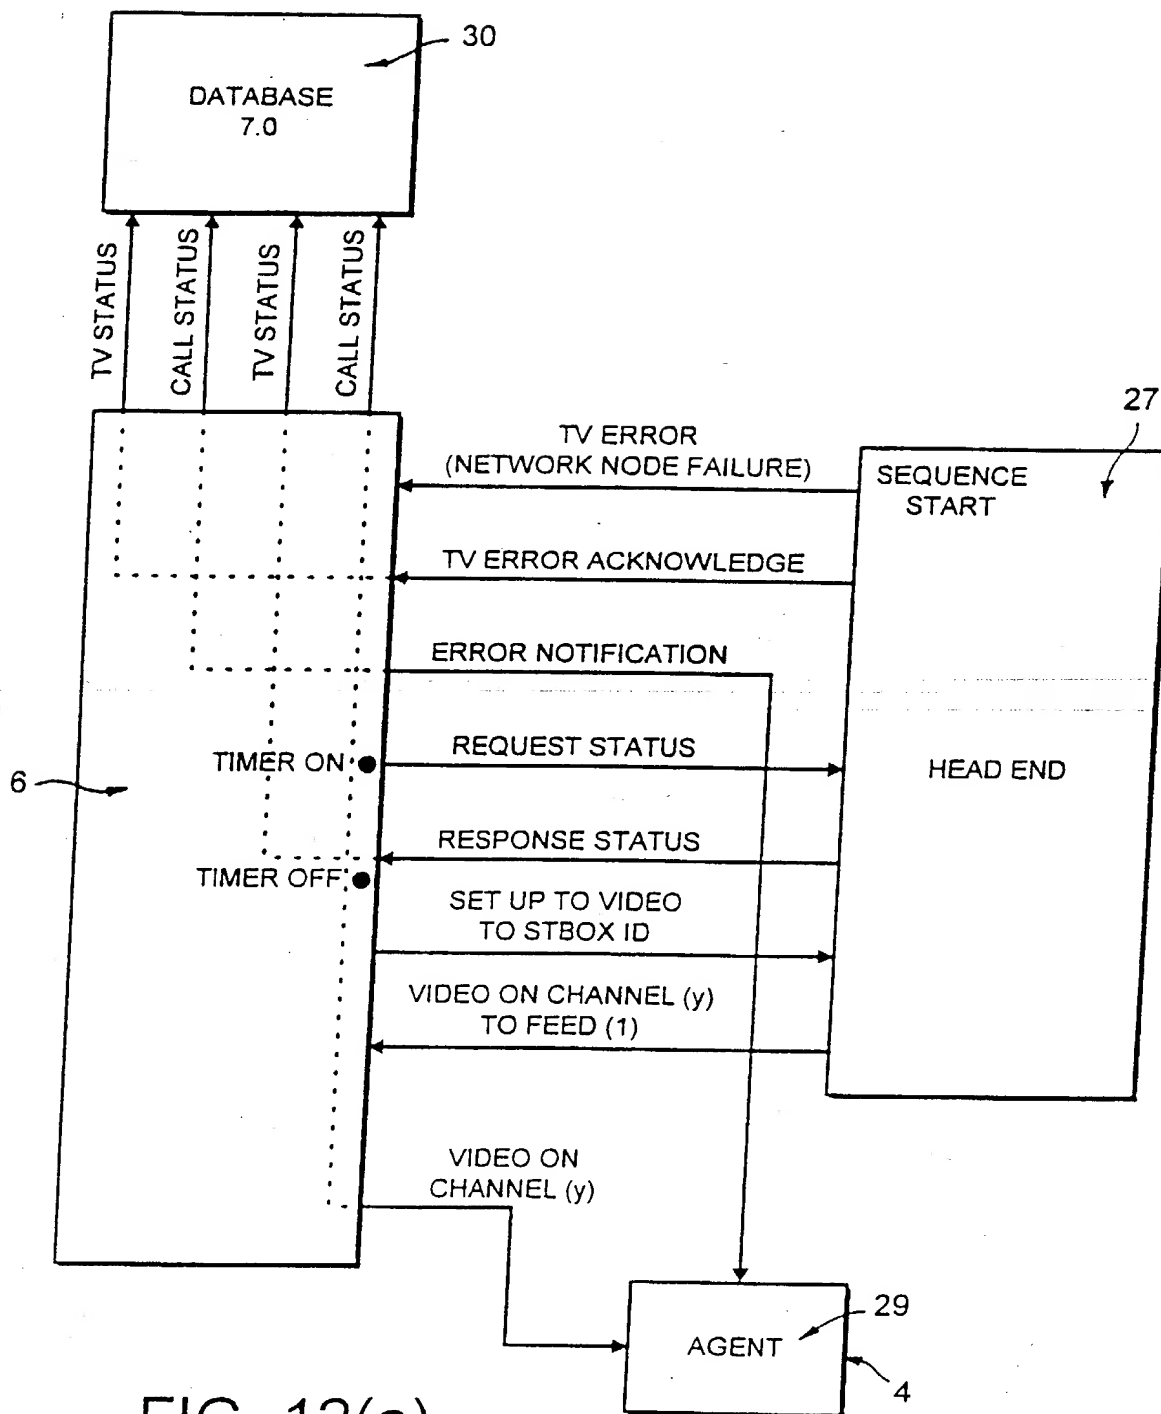 30
DATABASE
7.0
TV STATUS
CALL STATUS
TV STATUS
CALL STATUS
27
TV ERROR
(NETWORK NODE FAILURE)
SEQUENCE
START
TV ERROR ACKNOWLEDGE
ERROR NOTIFICATION
TIMER ON
REQUEST STATUS
HEAD END
6
RESPONSE STATUS
TIMER OFF
SET UP TO VIDEO
TO STBOX ID
VIDEO ON CHANNEL (y)
TO FEED (1)
VIDEO ON
CHANNEL (y)
29
AGENT
4